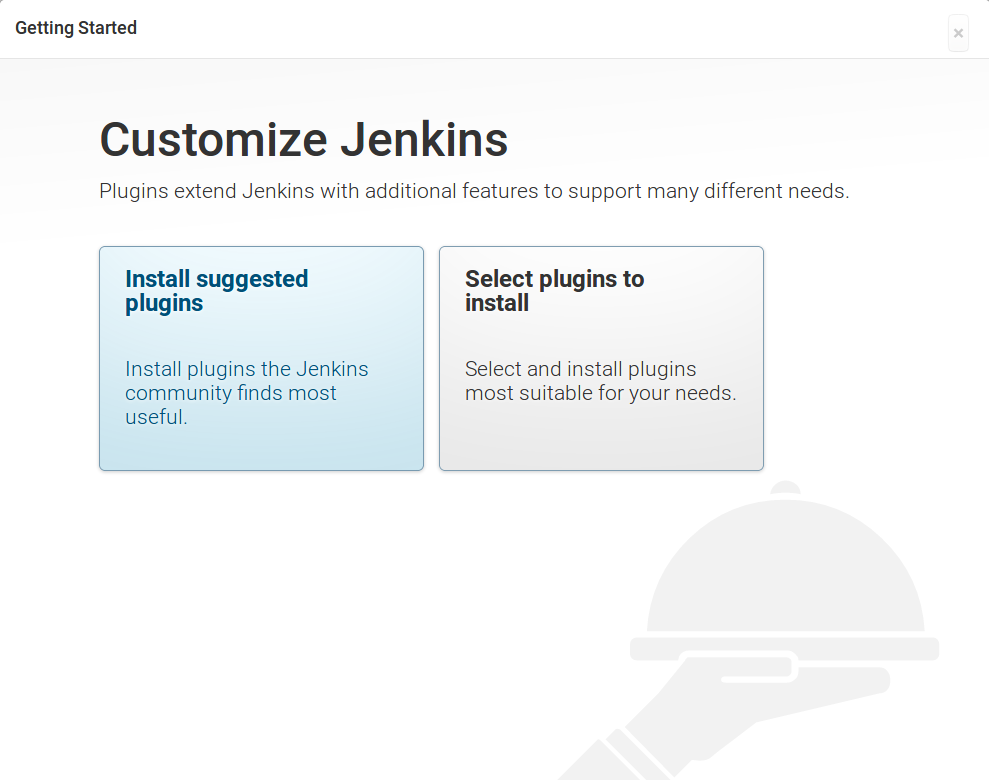 Getting Started
×
Customize Jenkins
Plugins extend Jenkins with additional features to support many different needs.
Install suggested
plugins
Install plugins the Jenkins
community finds most
useful.
Select plugins to
install
Select and install plugins
most suitable for your needs.